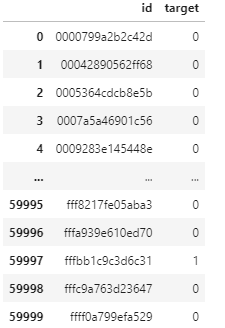 id target
0 0000799a2b2c42d 0
1 00042890562ff68 0
2 0005364cdcb8e5b 0
3 0007a5a46901c56 0
4 0009283e145448e 0
... ... ...
59995 fff8217fe05aba3 0
59996 fffa939e610ed70 0
59997 fffbb1c9c3d6c31 1
59998 fffc9a763d23647 0
59999 ffff0a799efa529 0